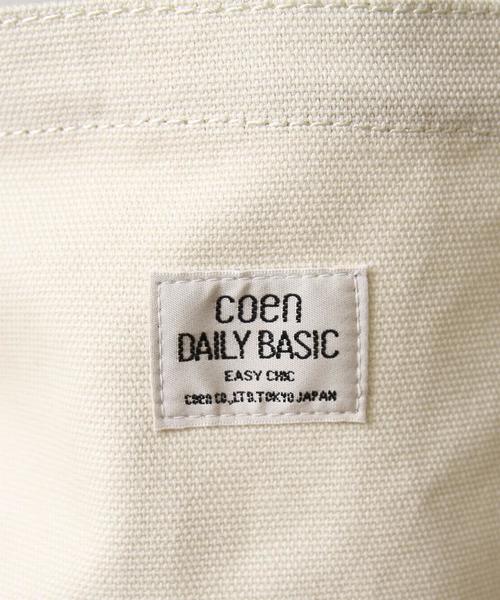 coen
DAILY BASIC
EASY CHIC
COEN CO.,LTD.TOKYO JAPAN